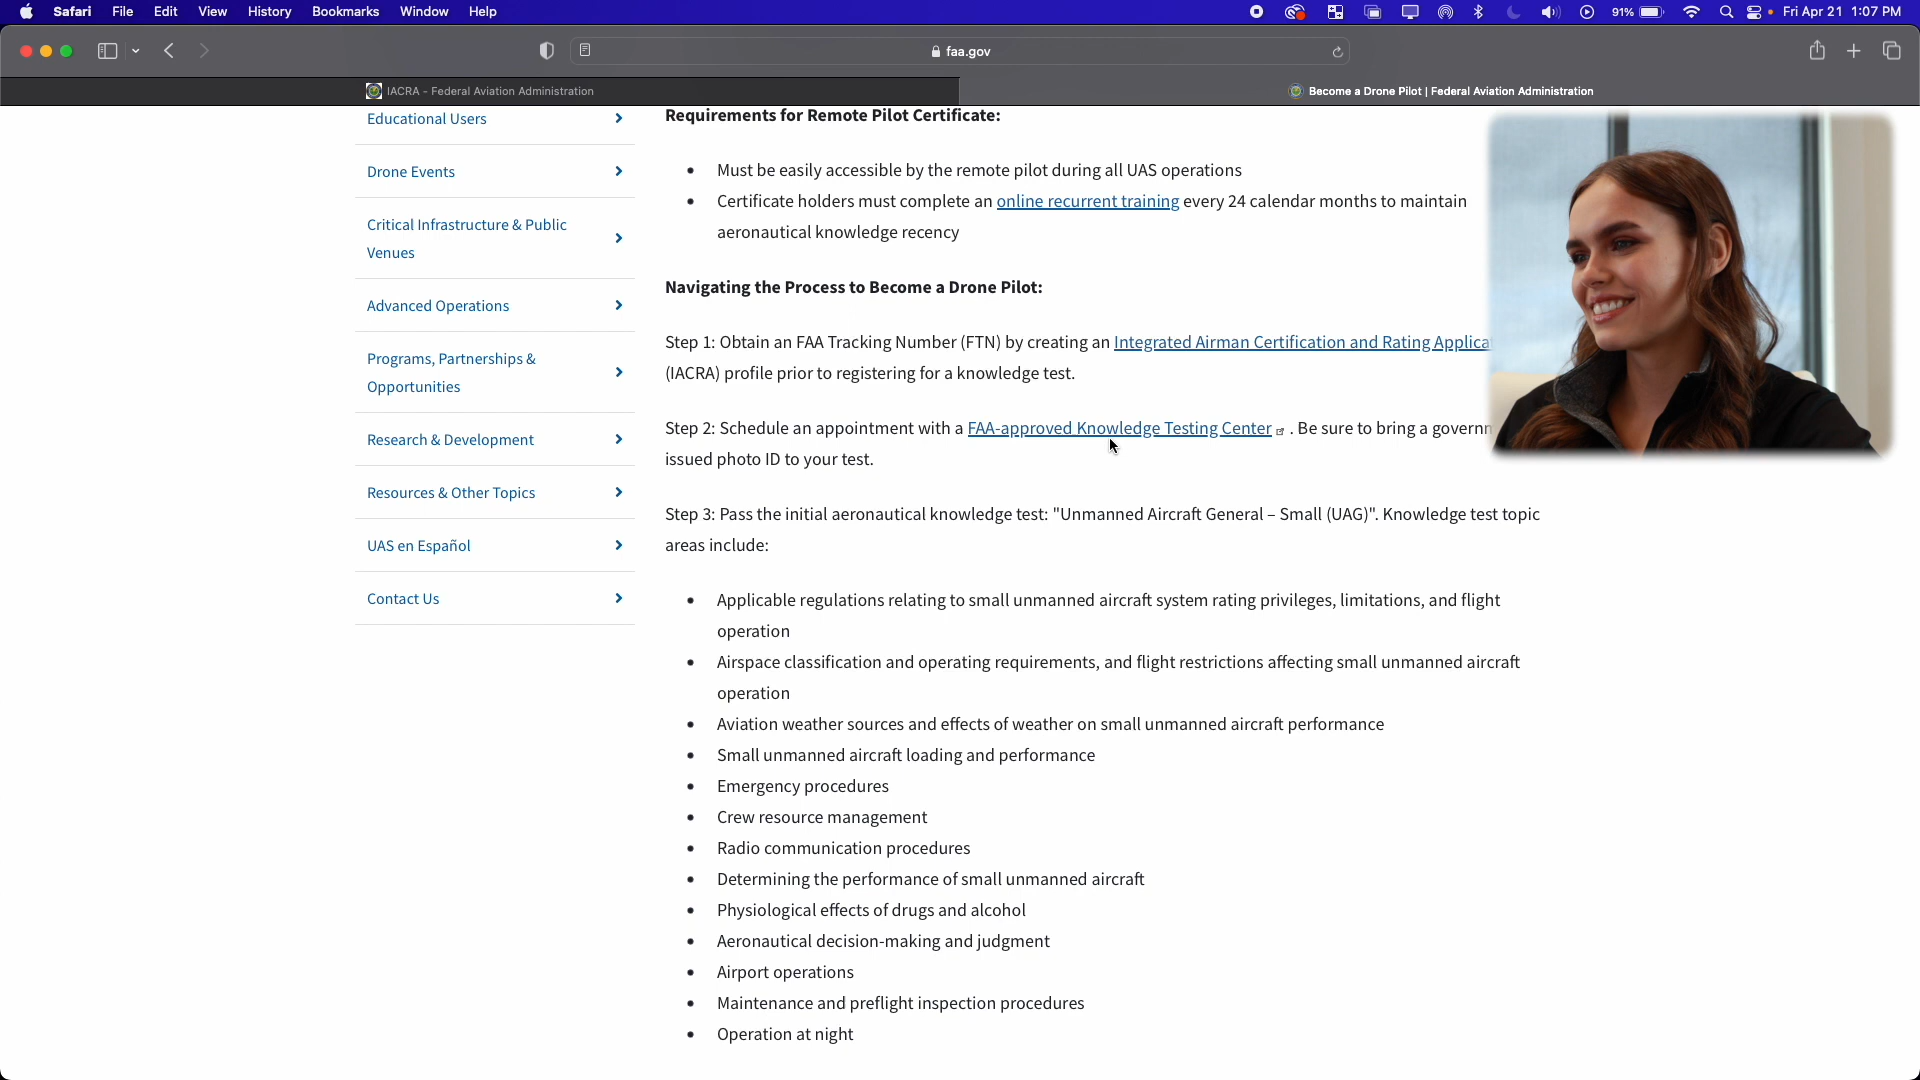 Safari File Edit View History Bookmarks Window Help 91% Fri Apr 21 1:07 PM
faa.gov
IACRA - Federal Aviation Administration
Become a Drone Pilot | Federal Aviation Administration
Educational Users
Drone Events
Critical Infrastructure & Public
Venues
Advanced Operations
Programs, Partnerships &
Opportunities
Research & Development
Resources & Other Topics
UAS en Español
Contact Us
Requirements for Remote Pilot Certificate:
• Must be easily accessible by the remote pilot during all UAS operations
• Certificate holders must complete an online recurrent training every 24 calendar months to maintain
aeronautical knowledge recency
Navigating the Process to Become a Drone Pilot:
Step 1: Obtain an FAA Tracking Number (FTN) by creating an Integrated Airman Certification and Rating Applica
(IACRA) profile prior to registering for a knowledge test.
Step 2: Schedule an appointment with a FAA-approved Knowledge Testing Center . Be sure to bring a governm
issued photo ID to your test.
Step 3: Pass the initial aeronautical knowledge test: "Unmanned Aircraft General – Small (UAG)". Knowledge test topic
areas include:
• Applicable regulations relating to small unmanned aircraft system rating privileges, limitations, and flight
operation
• Airspace classification and operating requirements, and flight restrictions affecting small unmanned aircraft
operation
• Aviation weather sources and effects of weather on small unmanned aircraft performance
• Small unmanned aircraft loading and performance
• Emergency procedures
• Crew resource management
• Radio communication procedures
• Determining the performance of small unmanned aircraft
• Physiological effects of drugs and alcohol
• Aeronautical decision-making and judgment
• Airport operations
• Maintenance and preflight inspection procedures
• Operation at night